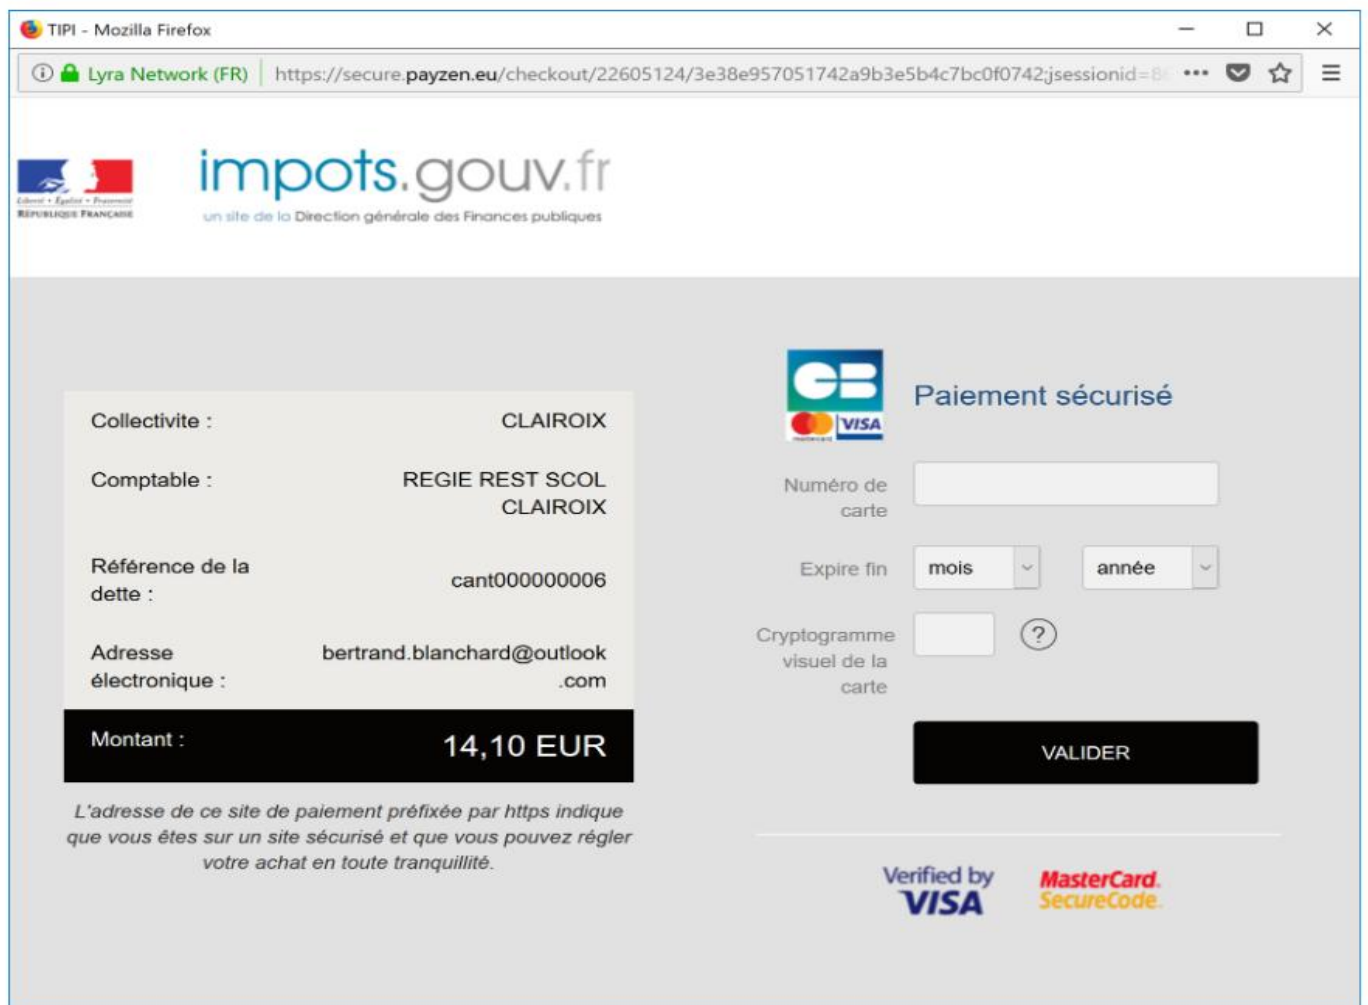 TIPI - Mozilla Firefox
Lyra Network (FR) https://secure.payzen.eu/checkout/22605124/3e38e957051742a9b3e5b4c7bc0f0742;jsessionid=8
Liberté • Égalité • Fraternité
RÉPUBLIQUE FRANÇAISE
impots.gouv.fr
un site de la Direction générale des Finances publiques
Collectivite : CLAIROIX
Comptable : REGIE REST SCOL
CLAIROIX
Référence de la
dette :
cant000000006
Adresse
électronique :
bertrand.blanchard@outlook
.com
Montant : 14,10 EUR
L'adresse de ce site de paiement préfixée par https indique
que vous êtes sur un site sécurisé et que vous pouvez régler
votre achat en toute tranquillité.
CB
mastercard VISA
Paiement sécurisé
Numéro de
carte
Expire fin mois année
Cryptogramme
visuel de la
carte
?
VALIDER
Verified by
VISA
MasterCard.
SecureCode.